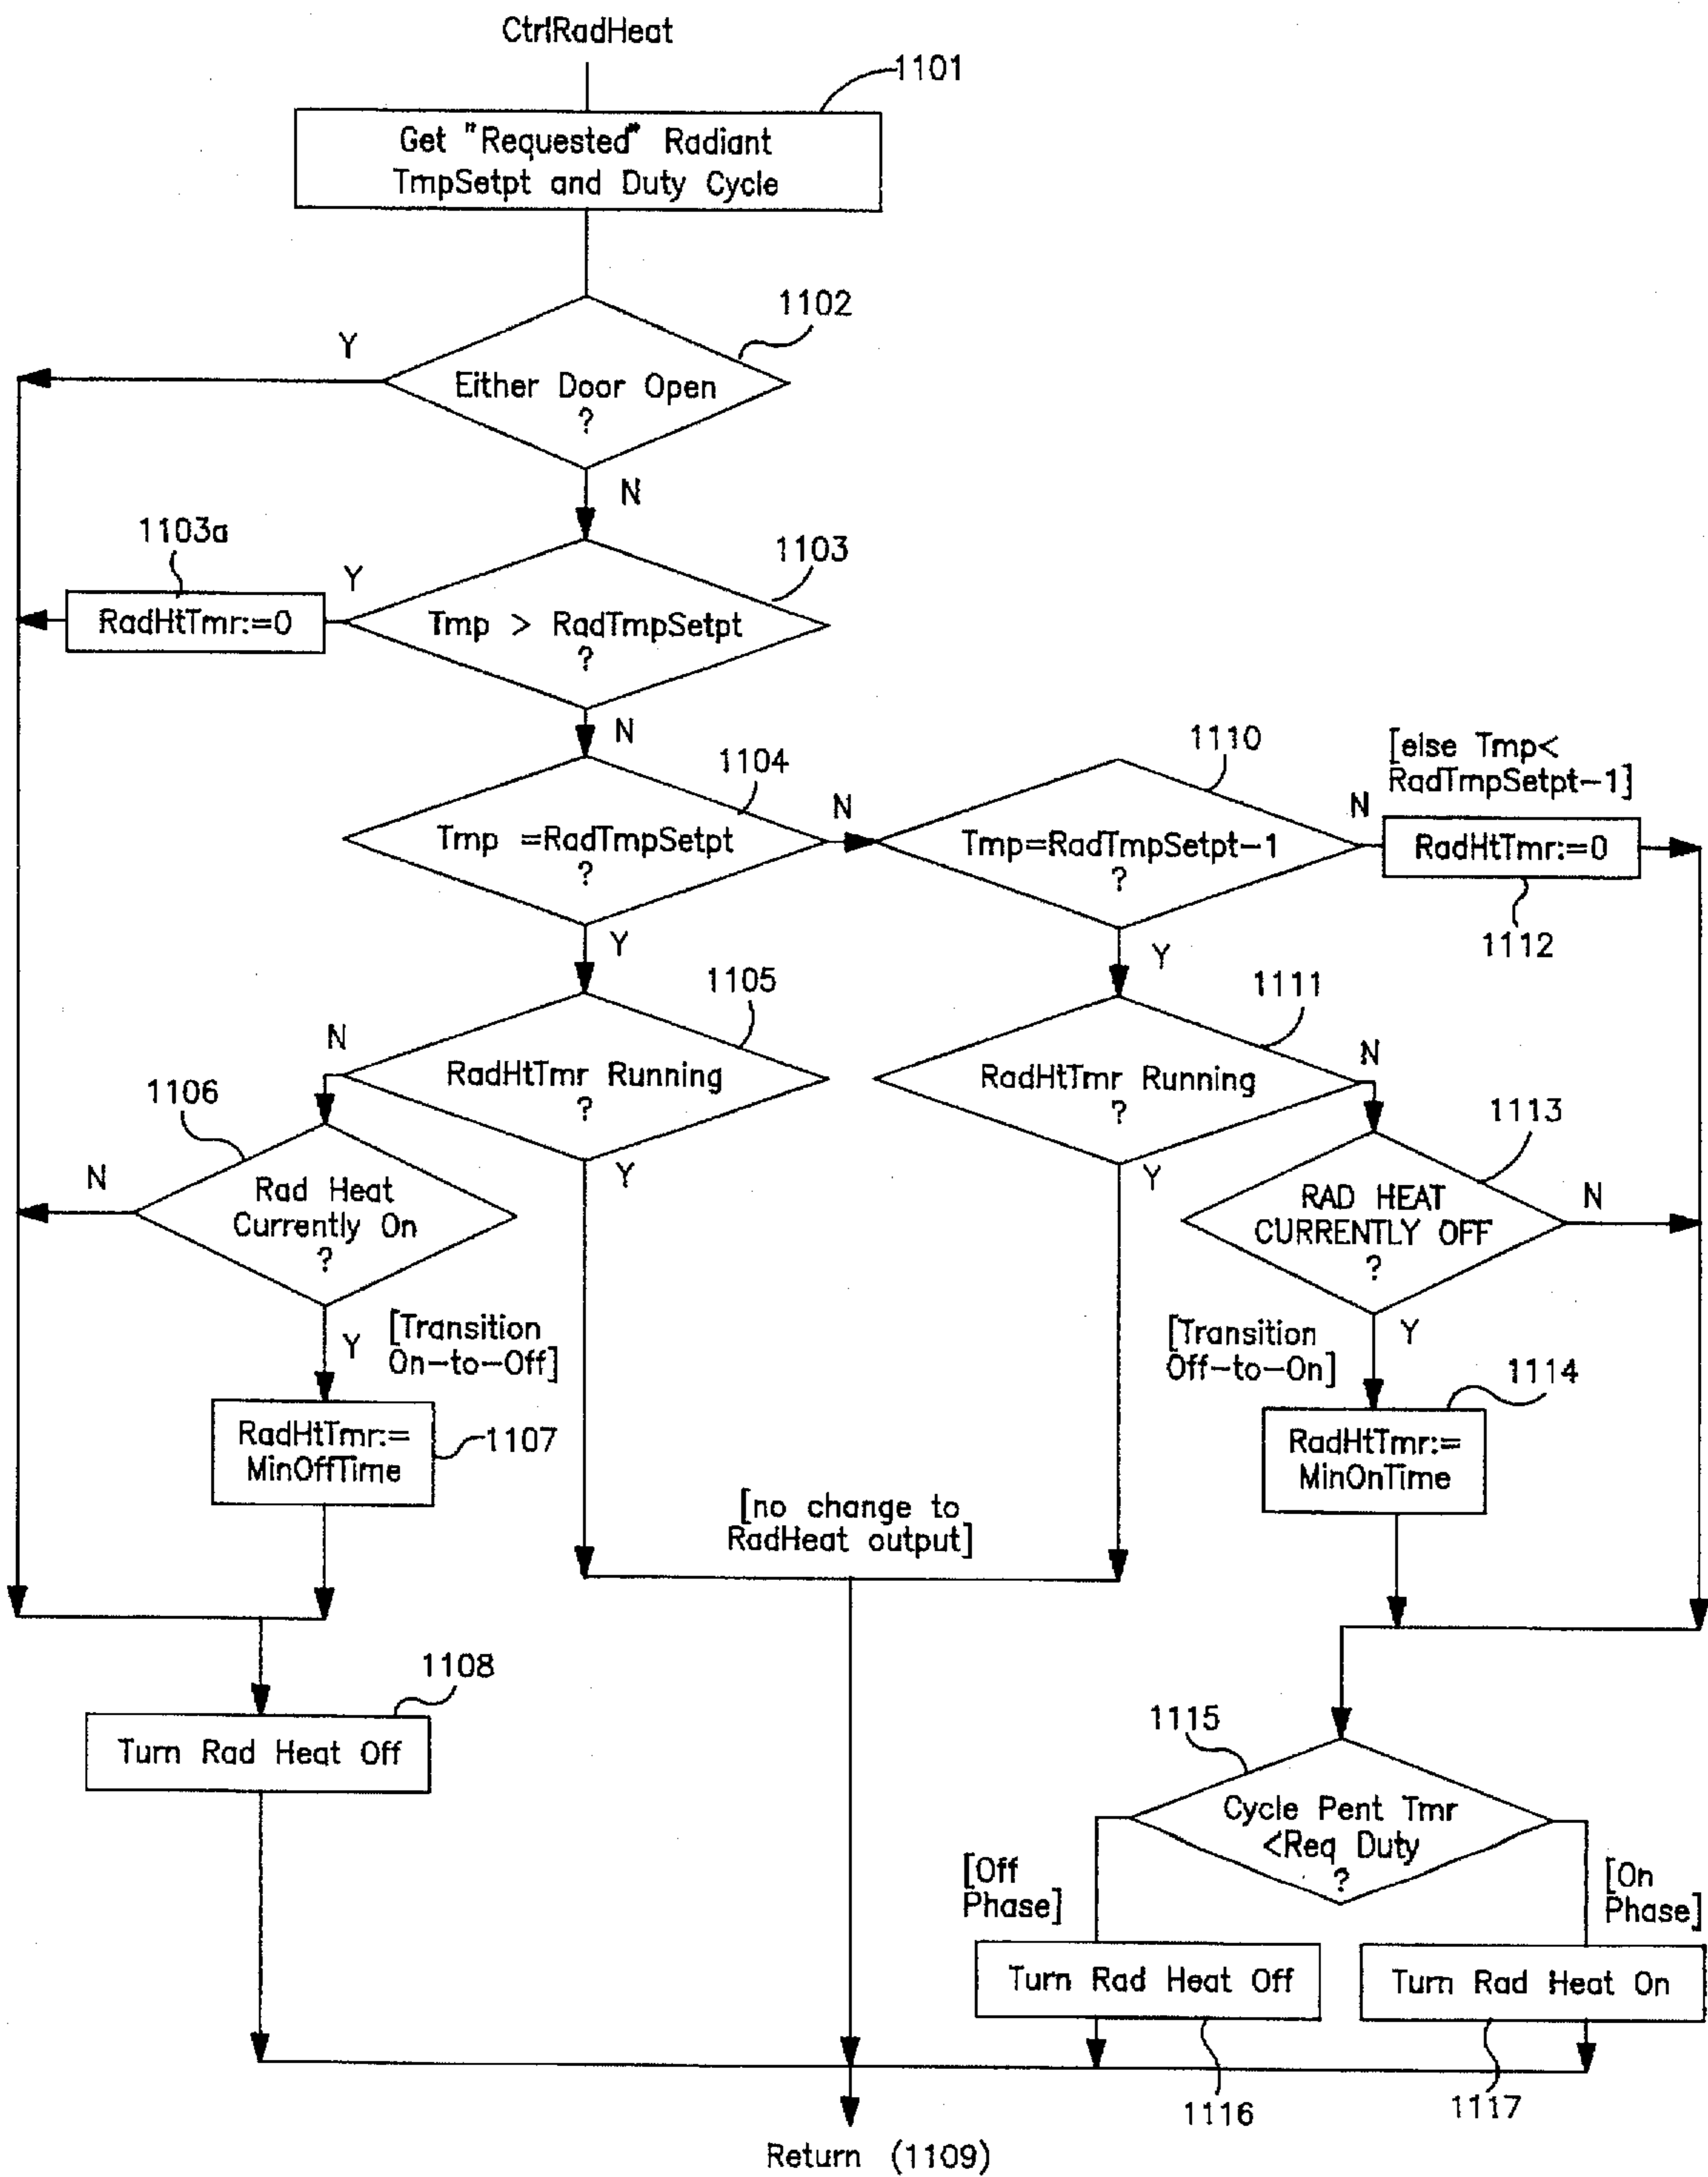 CtrlRadHeat
1101
Get "Requested" Radiant
TmpSetpt and Duty Cycle
1102
Y
Either Door Open
?
N
1103a
1103
Y
RadHtTmr:=0
Tmp > RadTmpSetpt
?
N
1104
1110
[else Tmp<
RadTmpSetpt-1]
N
N
Tmp =RadTmpSetpt
?
Tmp=RadTmpSetpt-1
?
RadHtTmr:=0
1112
Y
Y
1105
1111
N
N
RadHtTmr Running
?
RadHtTmr Running
?
1106
1113
Y
Y
N
N
Rad Heat
Currently On
?
RAD HEAT
CURRENTLY OFF
?
Y
[Transition
On-to-Off]
[Transition
Off-to-On]
Y
1114
RadHtTmr:=
MinOffTime
1107
RadHtTmr:=
MinOnTime
[no change to
RadHeat output]
1108
Turn Rad Heat Off
1115
Cycle Pent Tmr
<Req Duty
?
[Off
Phase]
[On
Phase]
Turn Rad Heat Off
Turn Rad Heat On
1116
1117
Return (1109)